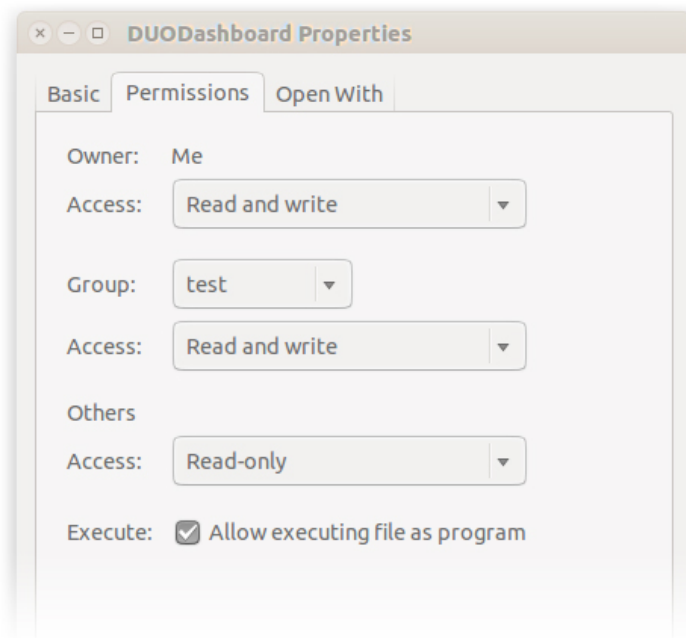 DUODashboard Properties
Basic Permissions Open With
Owner: Me
Access: Read and write
Group: test
Access: Read and write
Others
Access: Read-only
Execute: Allow executing file as program